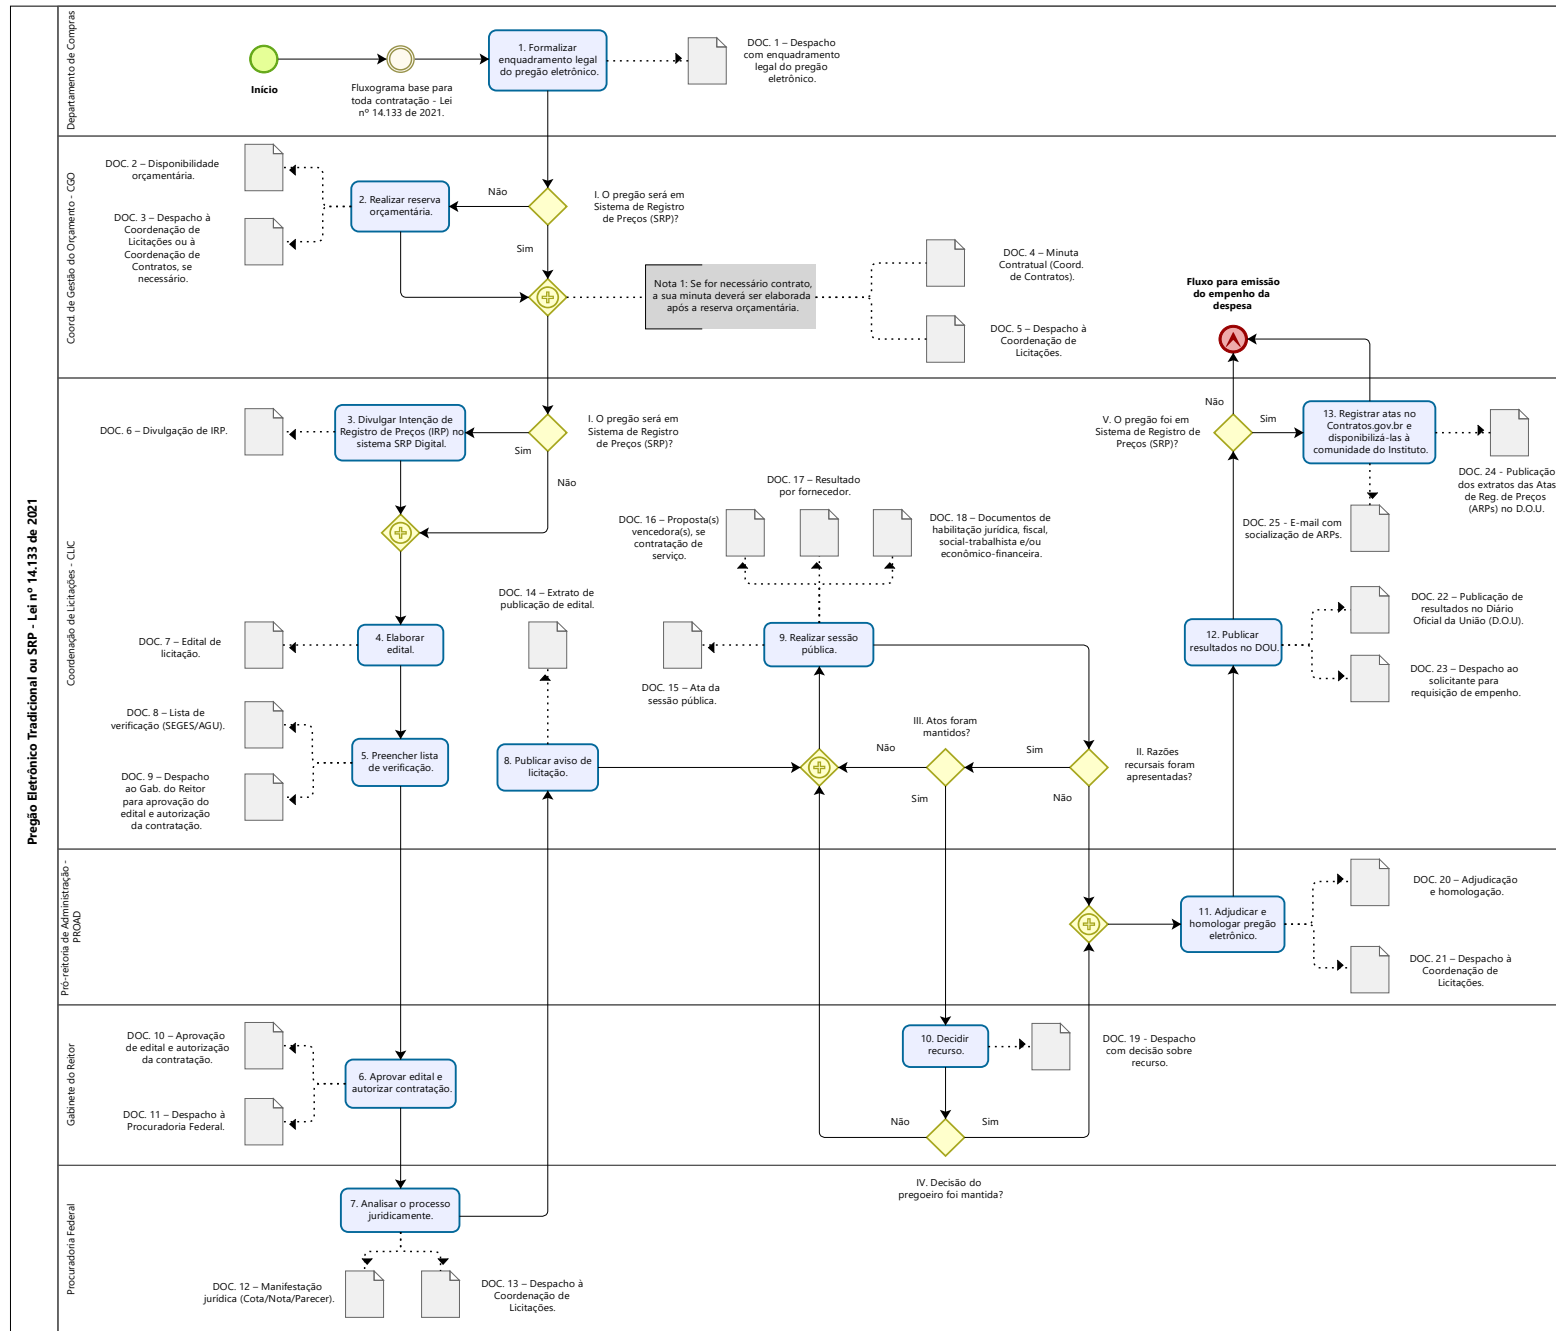 Pregão Eletrônico Tradicional ou SRP - Lei nº 14.133 de 2021
Departamento de Compras
Início
Fluxograma base para
toda contratação - Lei
nº 14.133 de 2021.
1. Formalizar
enquadramento legal
do pregão eletrônico.
DOC. 1 – Despacho
com enquadramento
legal do pregão
eletrônico.
Coord. de Gestão do Orçamento - CGO
DOC. 2 – Disponibilidade
orçamentária.
DOC. 3 – Despacho à
Coordenação de
Licitações ou à
Coordenação de
Contratos, se
necessário.
2. Realizar reserva
orçamentária.
Não
I. O pregão será em
Sistema de Registro
de Preços (SRP)?
Sim
Nota 1: Se for necessário contrato,
a sua minuta deverá ser elaborada
após a reserva orçamentária.
DOC. 4 – Minuta
Contratual (Coord.
de Contratos).
DOC. 5 – Despacho à
Coordenação de
Licitações.
Fluxo para emissão
do empenho da
despesa
Coordenação de Licitações - CLIC
DOC. 6 – Divulgação de IRP.
3. Divulgar Intenção de
Registro de Preços (IRP) no
sistema SRP Digital.
Sim
I. O pregão será em
Sistema de Registro
de Preços (SRP)?
Não
DOC. 7 – Edital de
licitação.
4. Elaborar
edital.
DOC. 8 – Lista de
verificação (SEGES/AGU).
DOC. 9 – Despacho
ao Gab. do Reitor
para aprovação do
edital e autorização
da contratação.
5. Preencher lista
de verificação.
DOC. 14 – Extrato de
publicação de edital.
8. Publicar aviso de
licitação.
DOC. 17 – Resultado
por fornecedor.
DOC. 16 – Proposta(s)
vencedora(s), se
contratação de
serviço.
DOC. 18 – Documentos de
habilitação jurídica, fiscal,
social-trabalhista e/ou
econômico-financeira.
9. Realizar sessão
pública.
DOC. 15 – Ata da
sessão pública.
III. Atos foram
mantidos?
Não
Sim
Sim
II. Razões
recursais foram
apresentadas?
Não
V. O pregão foi em
Sistema de Registro de
Preços (SRP)?
Não
Sim
13. Registrar atas no
Contratos.gov.br e
disponibilizá-las à
comunidade do Instituto.
DOC. 24 - Publicação
dos extratos das Atas
de Reg. de Preços
(ARPs) no D.O.U.
DOC. 25 - E-mail com
socialização de ARPs.
12. Publicar
resultados no DOU.
DOC. 22 – Publicação de
resultados no Diário
Oficial da União (D.O.U).
DOC. 23 – Despacho ao
solicitante para
requisição de empenho.
Pró-reitoria de Administração -
PROAD
11. Adjudicar e
homologar pregão
eletrônico.
DOC. 20 – Adjudicação
e homologação.
DOC. 21 – Despacho à
Coordenação de
Licitações.
Gabinete do Reitor
DOC. 10 – Aprovação
de edital e autorização
da contratação.
DOC. 11 – Despacho à
Procuradoria Federal.
6. Aprovar edital e
autorizar contratação.
10. Decidir
recurso.
DOC. 19 - Despacho
com decisão sobre
recurso.
Não
Sim
IV. Decisão do
pregoeiro foi mantida?
Procuradoria Federal
7. Analisar o processo
juridicamente.
DOC. 12 – Manifestação
jurídica (Cota/Nota/Parecer).
DOC. 13 – Despacho à
Coordenação de
Licitações.